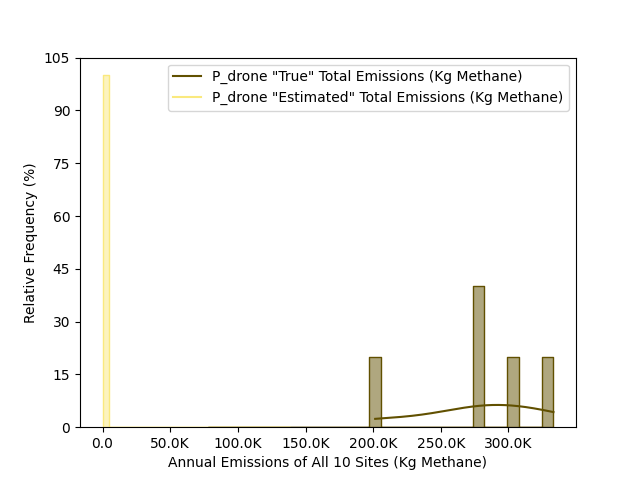 P_drone "True" Total Emissions (Kg Methane)
P_drone "Estimated" Total Emissions (Kg Methane)
Relative Frequency (%)
105
90
75
60
45
30
15
0
0.0 50.0K 100.0K 150.0K 200.0K 250.0K 300.0K
Annual Emissions of All 10 Sites (Kg Methane)